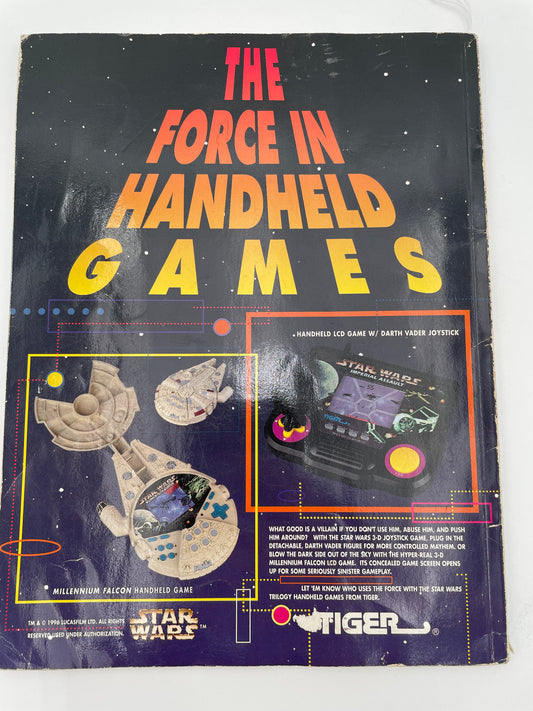 THE
FORCE IN
HANDHELD
GAMES
HANDHELD LCD GAME W/ DARTH VADER JOYSTICK
STAR WARS
IMPERIAL ASSAULT
TIGER
STAR WARS
MILLENNIUM FALCON HANDHELD GAME
WHAT GOOD IS A VILLAIN IF YOU DON'T USE HIM, ABUSE HIM, AND PUSH
HIM AROUND? WITH THE STAR WARS 3-D JOYSTICK GAME, PLUG IN THE
DETACHABLE, DARTH VADER FIGURE FOR MORE CONTROLLED MAYHEM. OR
BLOW THE DARK SIDE OUT OF THE SKY WITH THE HYPER-REAL 3-D
MILLENNIUM FALCON LCD GAME. ITS CONCEALED GAME SCREEN OPENS
UP FOR SOME SERIOUSLY SINISTER GAMEPLAY.
LET 'EM KNOW WHO USES THE FORCE WITH THE STAR WARS
TRILOGY HANDHELD GAMES FROM TIGER.
TM & © 1996 LUCASFILM LTD. ALL RIGHTS
RESERVED. USED UNDER AUTHORIZATION.
STAR
WARS™
TIGER®